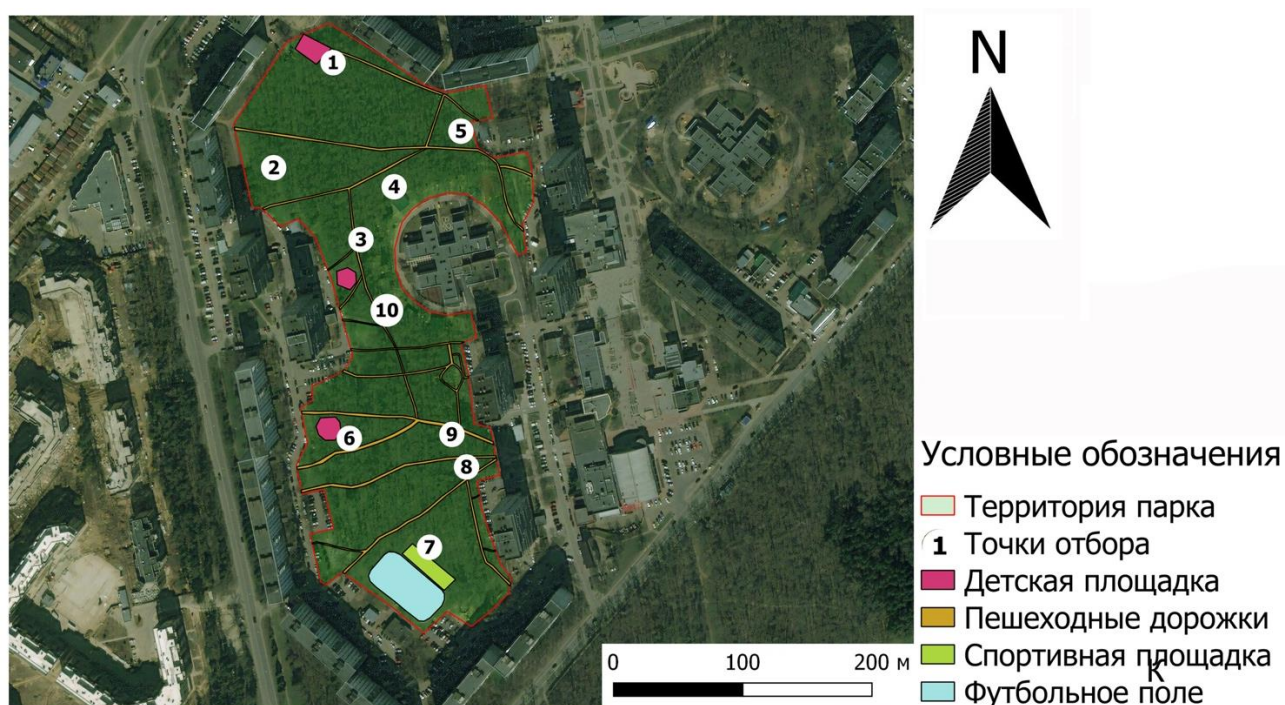 N
1
5
2
4
3
10
6
9
8
7
0 100 200 м
Условные обозначения
Территория парка
1 Точки отбора
Детская площадка
Пешеходные дорожки
Спортивная площадка
к
Футбольное поле